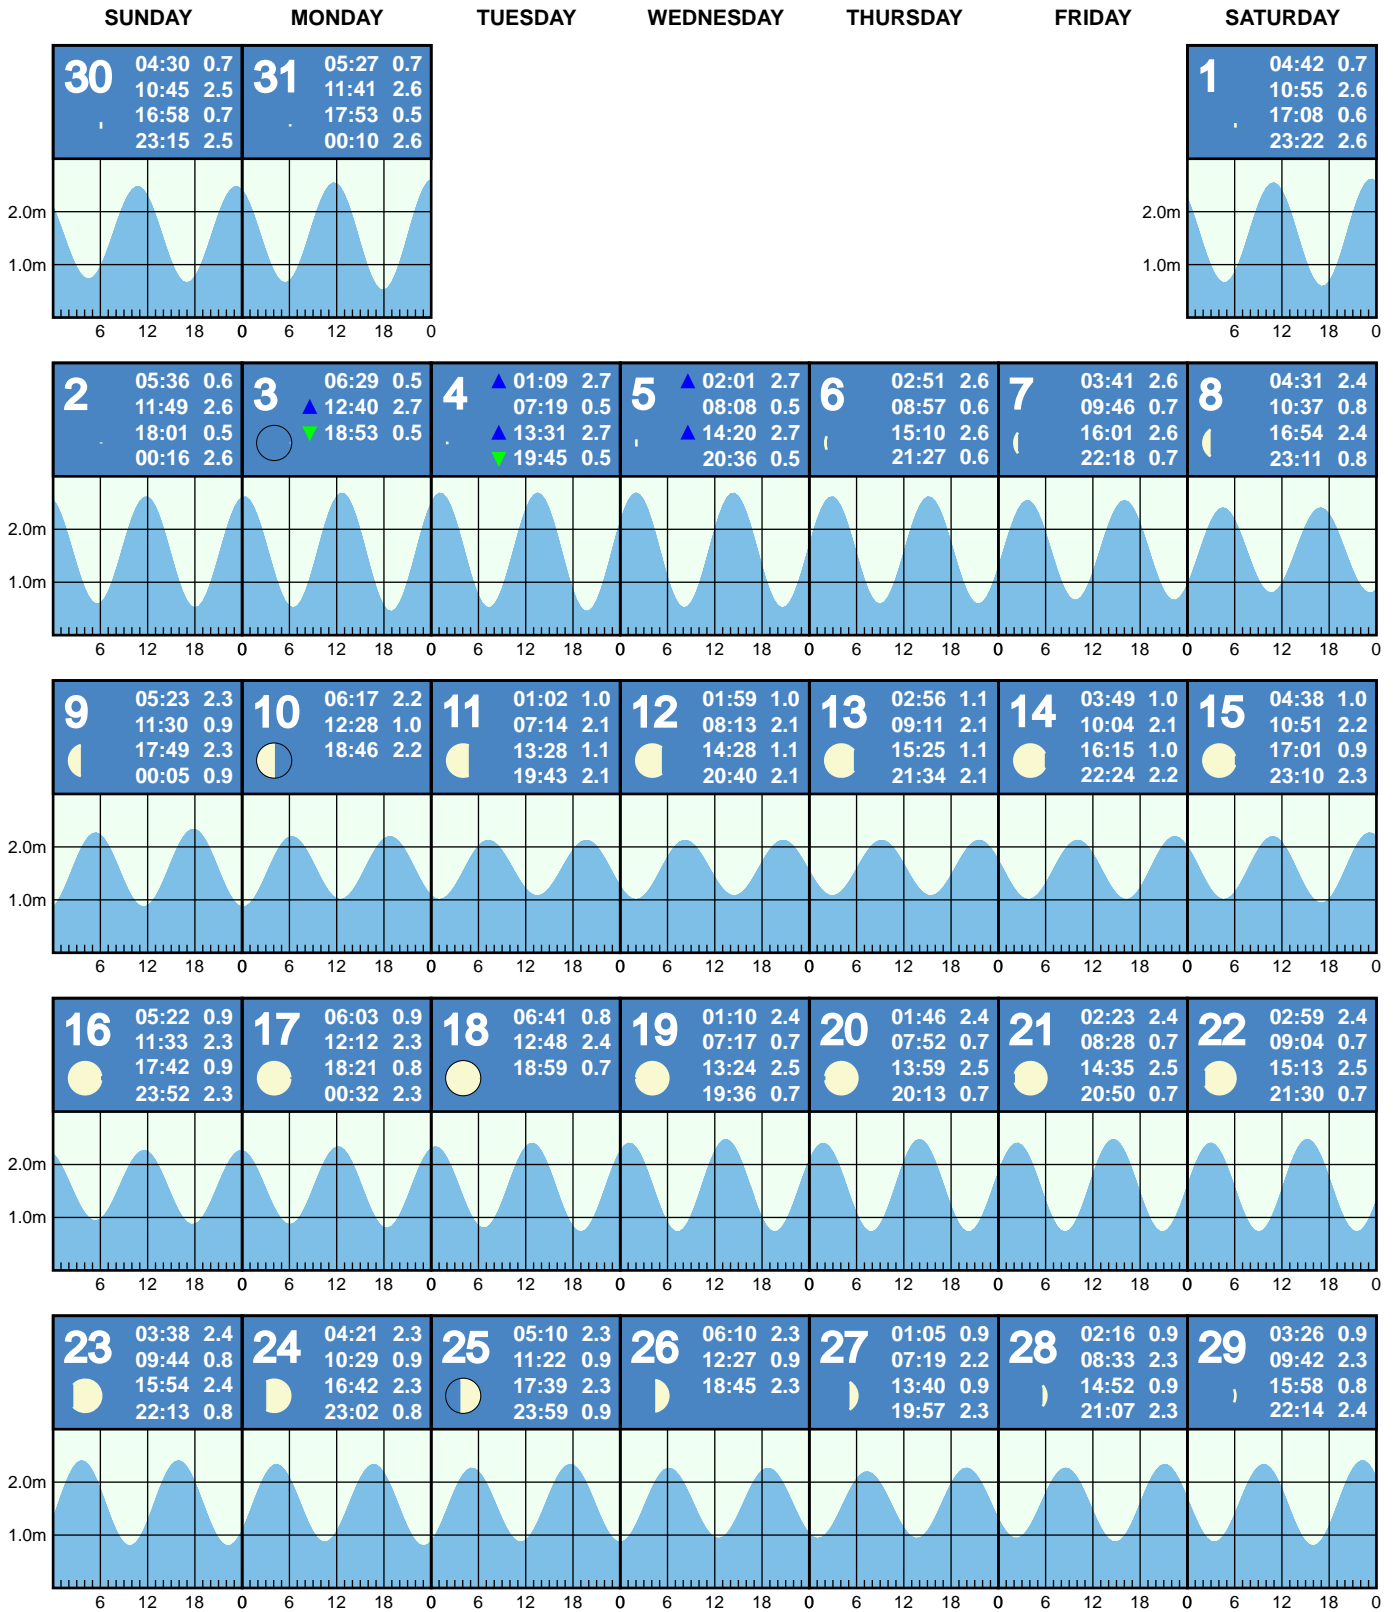 SUNDAY MONDAY TUESDAY WEDNESDAY THURSDAY FRIDAY SATURDAY
30 04:30 0.7 31 05:27 0.7 1 04:42 0.7
10:45 2.5 11:41 2.6 10:55 2.6
16:58 0.7 17:53 0.5 17:08 0.6
23:15 2.5 00:10 2.6 23:22 2.6
2.0m 2.0m
1.0m 1.0m
6 12 18 0 0 6 12 18 0 6 12 18 0
2 05:36 0.6 3 06:29 0.5 4 01:09 2.7 5 02:01 2.7 6 02:51 2.6 7 03:41 2.6 8 04:31 2.4
11:49 2.6 12:40 2.7 07:19 0.5 08:08 0.5 08:57 0.6 09:46 0.7 10:37 0.8
18:01 0.5 18:53 0.5 13:31 2.7 14:20 2.7 15:10 2.6 16:01 2.6 16:54 2.4
00:16 2.6 19:45 0.5 20:36 0.5 21:27 0.6 22:18 0.7 23:11 0.8
2.0m
1.0m
6 12 18 0 0 6 12 18 0 6 12 18 0 0 6 12 18 0 0 6 12 18 0 0 6 12 18 0 0 6 12 18 0
9 05:23 2.3 10 06:17 2.2 11 01:02 1.0 12 01:59 1.0 13 02:56 1.1 14 03:49 1.0 15 04:38 1.0
11:30 0.9 12:28 1.0 07:14 2.1 08:13 2.1 09:11 2.1 10:04 2.1 10:51 2.2
17:49 2.3 18:46 2.2 13:28 1.1 14:28 1.1 15:25 1.1 16:15 1.0 17:01 0.9
00:05 0.9 19:43 2.1 20:40 2.1 21:34 2.1 22:24 2.2 23:10 2.3
2.0m
1.0m
6 12 18 0 0 6 12 18 0 6 12 18 0 0 6 12 18 0 0 6 12 18 0 0 6 12 18 0 0 6 12 18 0
16 05:22 0.9 17 06:03 0.9 18 06:41 0.8 19 01:10 2.4 20 01:46 2.4 21 02:23 2.4 22 02:59 2.4
11:33 2.3 12:12 2.3 12:48 2.4 07:17 0.7 07:52 0.7 08:28 0.7 09:04 0.7
17:42 0.9 18:21 0.8 18:59 0.7 13:24 2.5 13:59 2.5 14:35 2.5 15:13 2.5
23:52 2.3 00:32 2.3 19:36 0.7 20:13 0.7 20:50 0.7 21:30 0.7
2.0m
1.0m
6 12 18 0 0 6 12 18 0 6 12 18 0 0 6 12 18 0 0 6 12 18 0 0 6 12 18 0 0 6 12 18 0
23 03:38 2.4 24 04:21 2.3 25 05:10 2.3 26 06:10 2.3 27 01:05 0.9 28 02:16 0.9 29 03:26 0.9
09:44 0.8 10:29 0.9 11:22 0.9 12:27 0.9 07:19 2.2 08:33 2.3 09:42 2.3
15:54 2.4 16:42 2.3 17:39 2.3 18:45 2.3 13:40 0.9 14:52 0.9 15:58 0.8
22:13 0.8 23:02 0.8 23:59 0.9 19:57 2.3 21:07 2.3 22:14 2.4
2.0m
1.0m
6 12 18 0 0 6 12 18 0 6 12 18 0 0 6 12 18 0 0 6 12 18 0 0 6 12 18 0 0 6 12 18 0